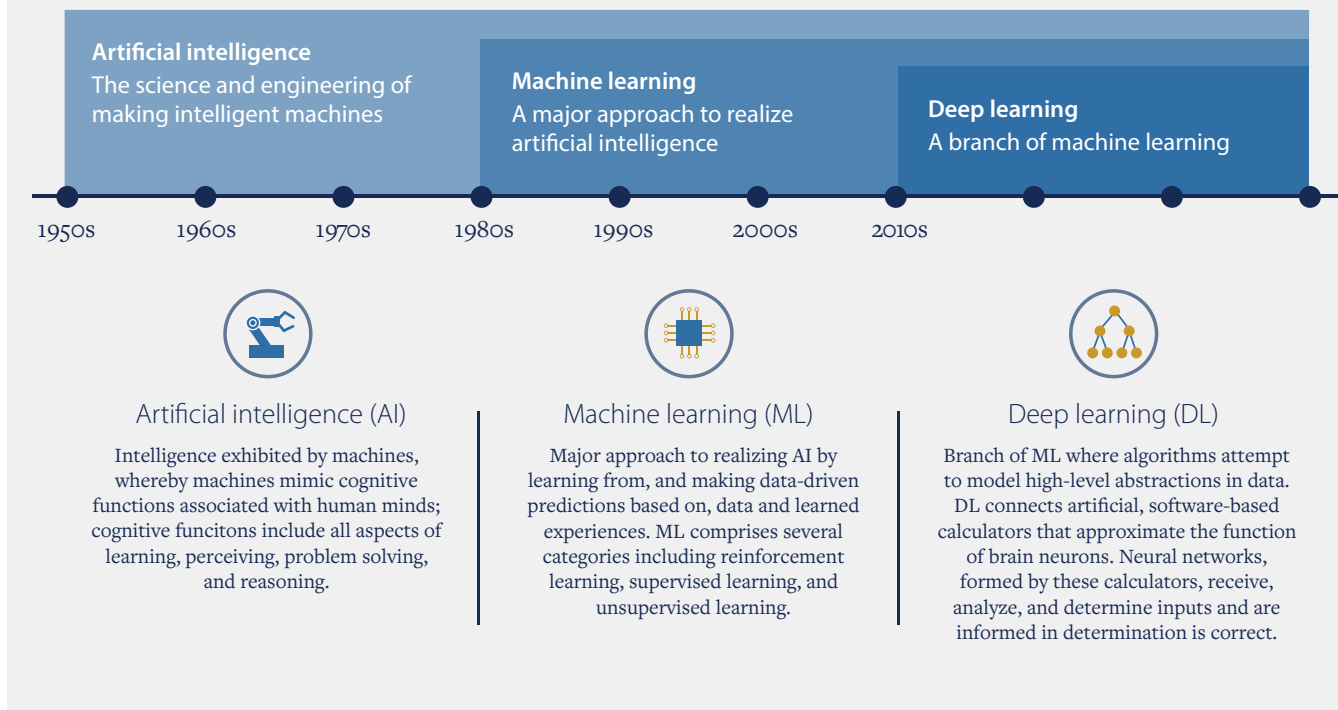 Artificial intelligence
The science and engineering of
making intelligent machines
Machine learning
A major approach to realize
artificial intelligence
Deep learning
A branch of machine learning
1950s 1960s 1970s 1980s 1990s 2000s 2010s
Artificial intelligence (AI)
Intelligence exhibited by machines,
whereby machines mimic cognitive
functions associated with human minds;
cognitive funcitons include all aspects of
learning, perceiving, problem solving,
and reasoning.
Machine learning (ML)
Major approach to realizing AI by
learning from, and making data-driven
predictions based on, data and learned
experiences. ML comprises several
categories including reinforcement
learning, supervised learning, and
unsupervised learning.
Deep learning (DL)
Branch of ML where algorithms attempt
to model high-level abstractions in data.
DL connects artificial, software-based
calculators that approximate the function
of brain neurons. Neural networks,
formed by these calculators, receive,
analyze, and determine inputs and are
informed in determination is correct.